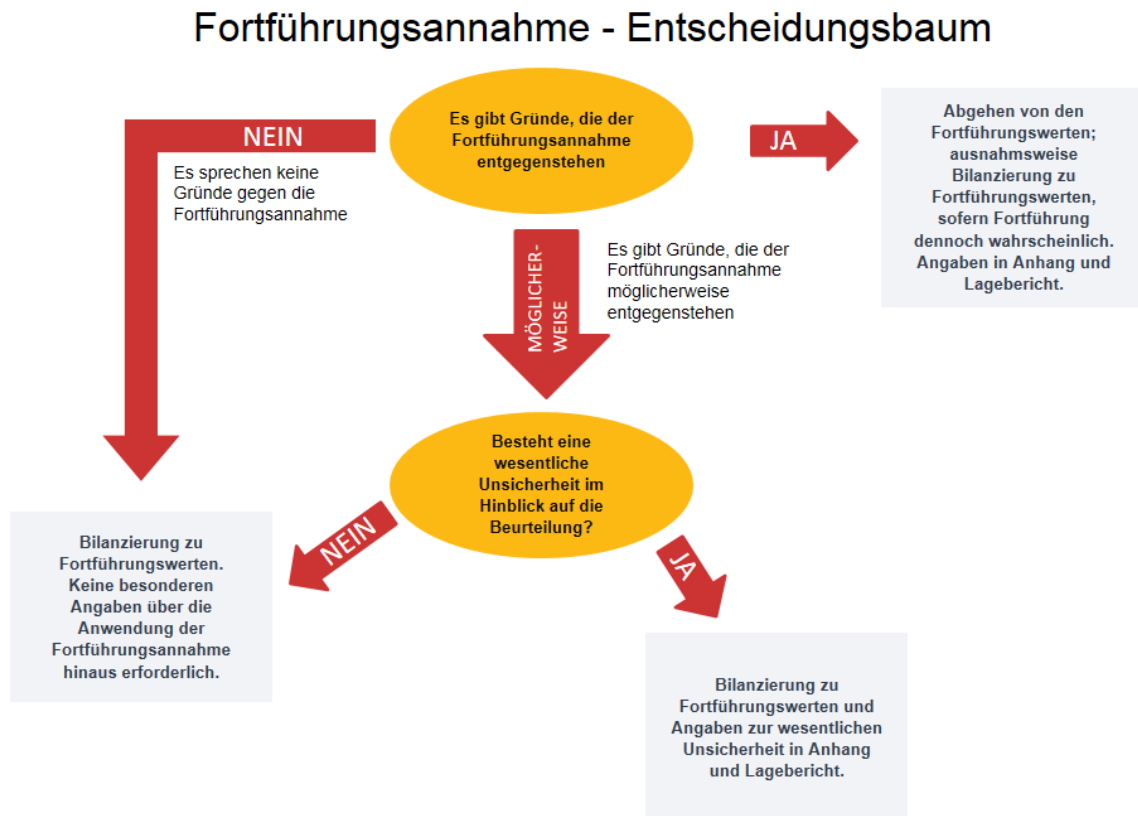 Fortführungsannahme - Entscheidungsbaum
Es gibt Gründe, die der
Fortführungsannahme
entgegenstehen
NEIN
Es sprechen keine
Gründe gegen die
Fortführungsannahme
JA
Abgehen von den
Fortführungswerten;
ausnahmsweise
Bilanzierung zu
Fortführungswerten,
sofern Fortführung
dennoch wahrscheinlich.
Angaben in Anhang und
Lagebericht.
MÖGLICHER-
WEISE
Es gibt Gründe, die der
Fortführungsannahme
möglicherweise
entgegenstehen
Besteht eine
wesentliche
Unsicherheit im
Hinblick auf die
Beurteilung?
NEIN
JA
Bilanzierung zu
Fortführungswerten.
Keine besonderen
Angaben über die
Anwendung der
Fortführungsannahme
hinaus erforderlich.
Bilanzierung zu
Fortführungswerten und
Angaben zur wesentlichen
Unsicherheit in Anhang
und Lagebericht.